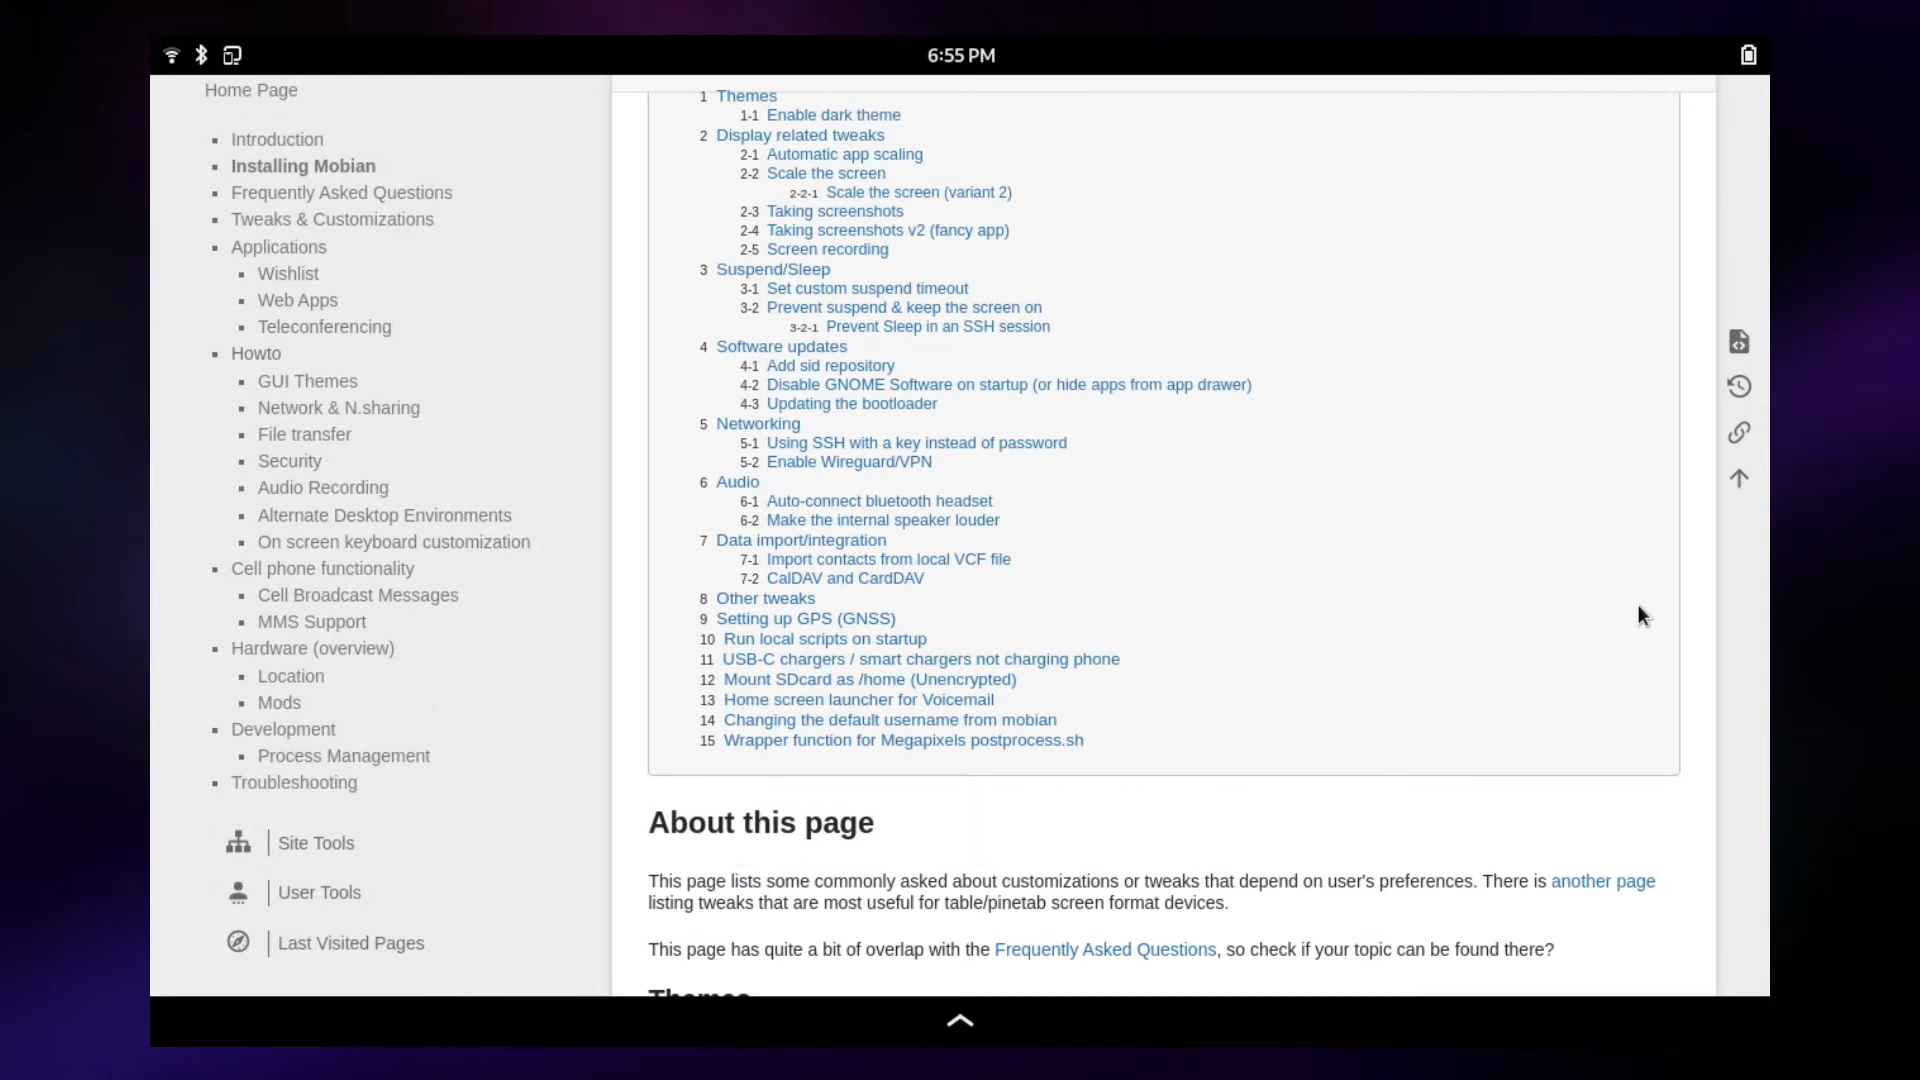 6:55 PM
Home Page
Introduction
Installing Mobian
Frequently Asked Questions
Tweaks & Customizations
Applications
Wishlist
Web Apps
Teleconferencing
Howto
GUI Themes
Network & N.sharing
File transfer
Security
Audio Recording
Alternate Desktop Environments
On screen keyboard customization
Cell phone functionality
Cell Broadcast Messages
MMS Support
Hardware (overview)
Location
Mods
Development
Process Management
Troubleshooting
Site Tools
User Tools
Last Visited Pages
1 Themes
1-1 Enable dark theme
2 Display related tweaks
2-1 Automatic app scaling
2-2 Scale the screen
2-2-1 Scale the screen (variant 2)
2-3 Taking screenshots
2-4 Taking screenshots v2 (fancy app)
2-5 Screen recording
3 Suspend/Sleep
3-1 Set custom suspend timeout
3-2 Prevent suspend & keep the screen on
3-2-1 Prevent Sleep in an SSH session
4 Software updates
4-1 Add sid repository
4-2 Disable GNOME Software on startup (or hide apps from app drawer)
4-3 Updating the bootloader
5 Networking
5-1 Using SSH with a key instead of password
5-2 Enable Wireguard/VPN
6 Audio
6-1 Auto-connect bluetooth headset
6-2 Make the internal speaker louder
7 Data import/integration
7-1 Import contacts from local VCF file
7-2 CalDAV and CardDAV
8 Other tweaks
9 Setting up GPS (GNSS)
10 Run local scripts on startup
11 USB-C chargers / smart chargers not charging phone
12 Mount SDcard as /home (Unencrypted)
13 Home screen launcher for Voicemail
14 Changing the default username from mobian
15 Wrapper function for Megapixels postprocess.sh
About this page
This page lists some commonly asked about customizations or tweaks that depend on user's preferences. There is another page
listing tweaks that are most useful for table/pinetab screen format devices.
This page has quite a bit of overlap with the Frequently Asked Questions, so check if your topic can be found there?
Themes